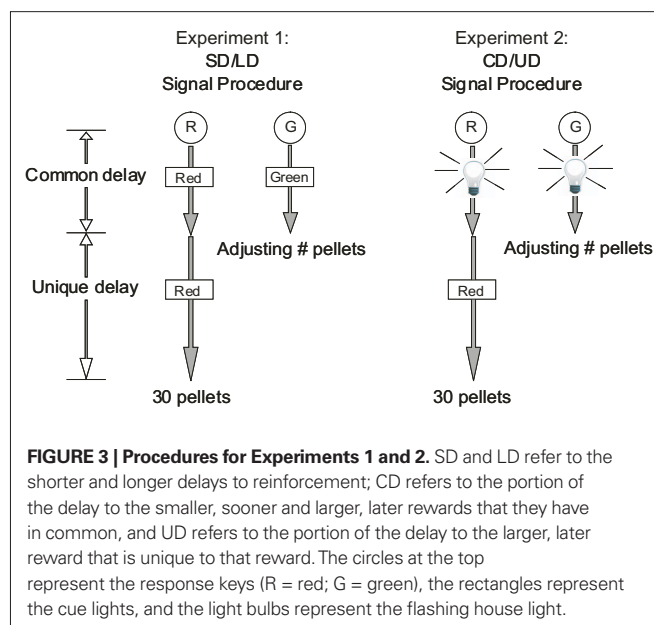 Experiment 1:
SD/LD
Signal Procedure
Experiment 2:
CD/UD
Signal Procedure
R
G
R
G
Common delay
Red
Green
Adjusting # pellets
Adjusting # pellets
Unique delay
Red
Red
30 pellets
30 pellets
FIGURE 3 | Procedures for Experiments 1 and 2. SD and LD refer to the
shorter and longer delays to reinforcement; CD refers to the portion of
the delay to the smaller, sooner and larger, later rewards that they have
in common, and UD refers to the portion of the delay to the larger, later
reward that is unique to that reward. The circles at the top
represent the response keys (R = red; G = green), the rectangles represent
the cue lights, and the light bulbs represent the flashing house light.